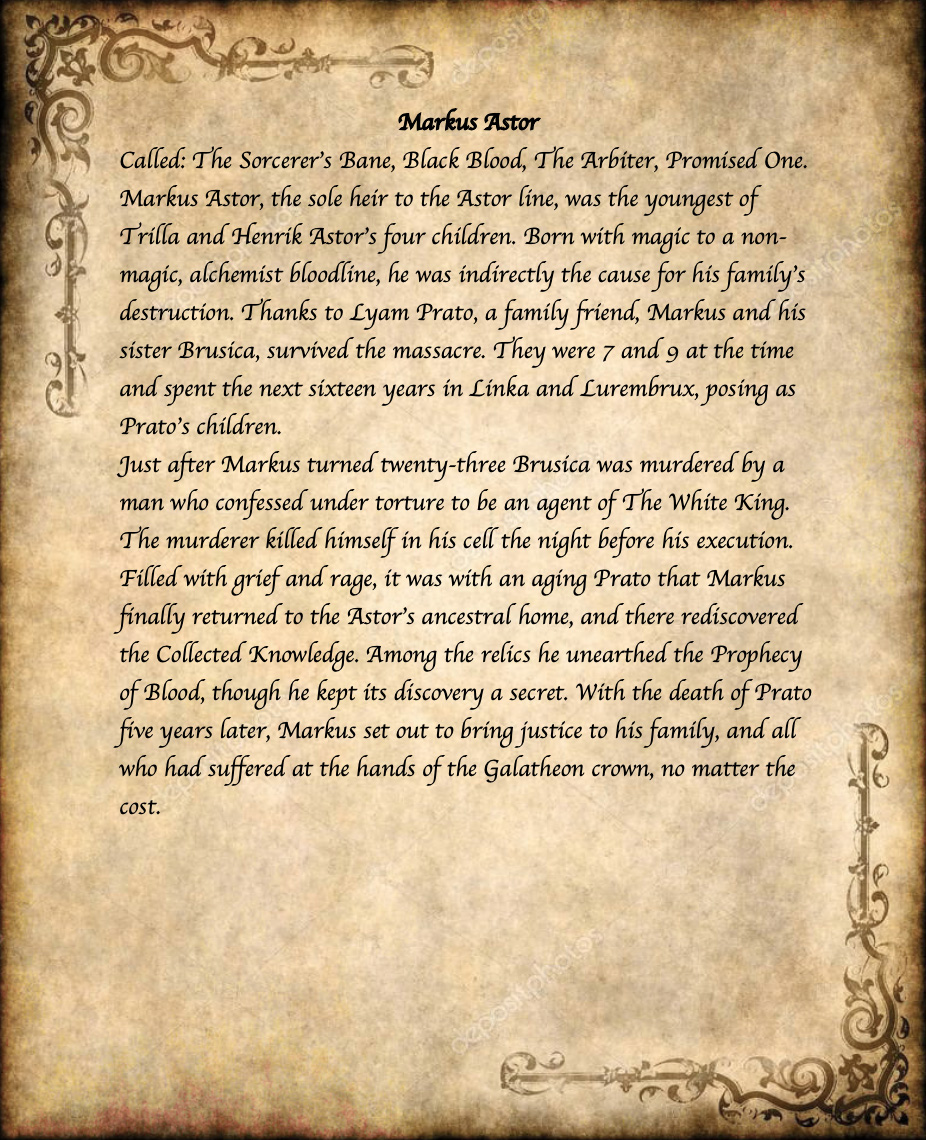 Markus Astor
Called: The Sorcerer's Bane, Black Blood, The Arbiter, Promised One.
Markus Astor, the sole heir to the Astor line, was the youngest of
Trilla and Henrik Astor's four children. Born with magic to a non-
magic, alchemist bloodline, he was indirectly the cause for his family's
destruction. Thanks to Lyam Prato, a family friend, Markus and his
sister Brusica, survived the massacre. They were 7 and 9 at the time
and spent the next sixteen years in Linka and Lurembrux, posing as
Prato's children.
Just after Markus turned twenty-three Brusica was murdered by a
man who confessed under torture to be an agent of The White King.
The murderer killed himself in his cell the night before his execution.
Filled with grief and rage, it was with an aging Prato that Markus
finally returned to the Astor's ancestral home, and there rediscovered
the Collected Knowledge. Among the relics he unearthed the Prophecy
of Blood, though he kept its discovery a secret. With the death of Prato
five years later, Markus set out to bring justice to his family, and all
who had suffered at the hands of the Galatheon crown, no matter the
cost.
depositphotos